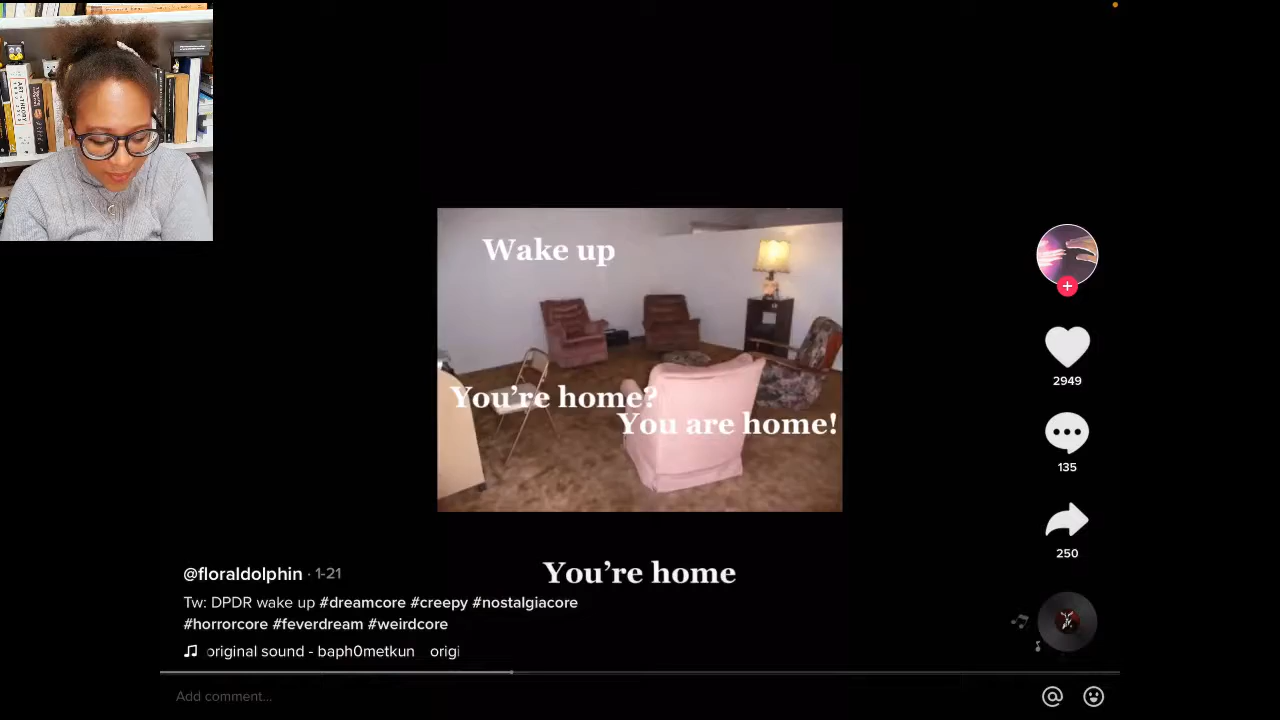 Wake up
You're home?
You are home!
You're home
2949
135
250
@floraldolphin · 1-21
Tw: DPDR wake up #dreamcore #creepy #nostalgiacore
#horrorcore #feverdream #weirdcore
original sound - baph0metkun origi
Add comment...